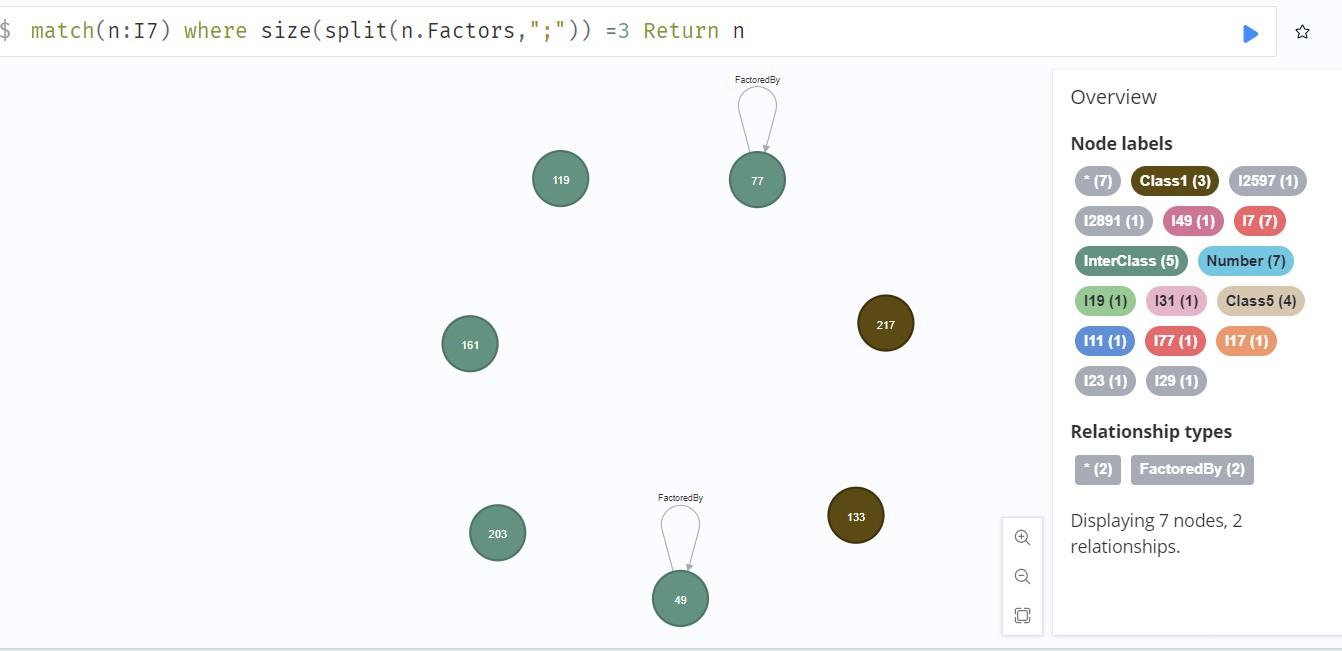 $ match(n:I7) where size(split(n.Factors,";")) =3 Return n
FactoredBy
119
77
217
161
133
203
FactoredBy
49
Overview
Node labels
* (7) Class1 (3) I2597 (1)
I2891 (1) I49 (1) I7 (7)
InterClass (5) Number (7)
I19 (1) I31 (1) Class5 (4)
I11 (1) I77 (1) I17 (1)
I23 (1) I29 (1)
Relationship types
* (2) FactoredBy (2)
Displaying 7 nodes, 2
relationships.